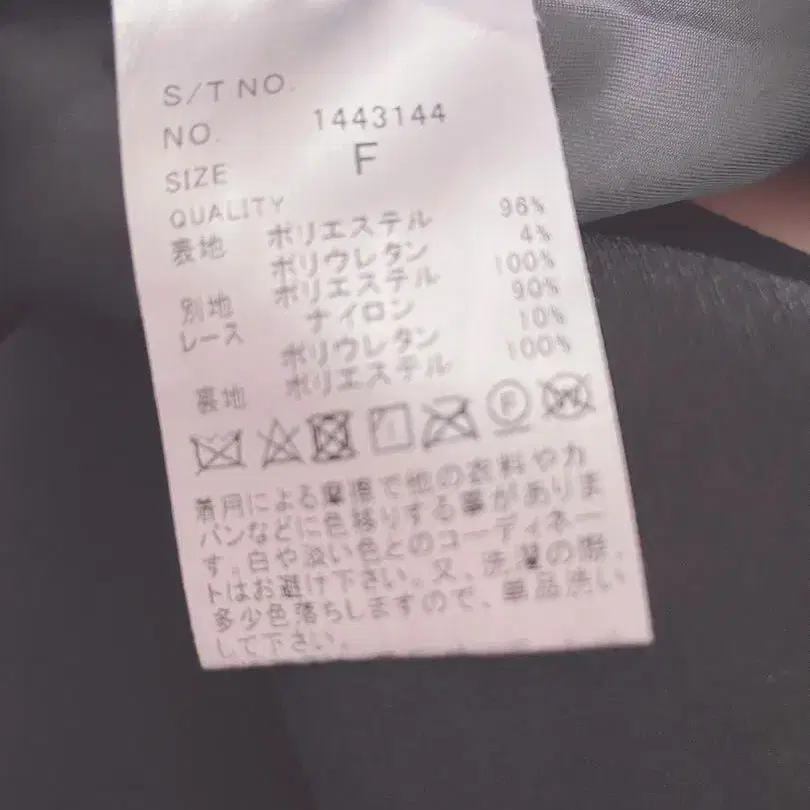 S/T NO.
NO. 1443144
SIZE F
QUALITY
表地 ポリエステル 96%
ポリウレタン 4%
別地 ポリエステル 100%
レース ナイロン 90%
ポリウレタン 10%
裏地 ポリエステル 100%
F W
着用による摩擦で他の衣料やカ
バンなどに色移りする事がありま
す。白や淡い色とのコーディネー
トはお避け下さい。又、洗濯の際、
多少色落ちしますので、単品洗い
して下さい。